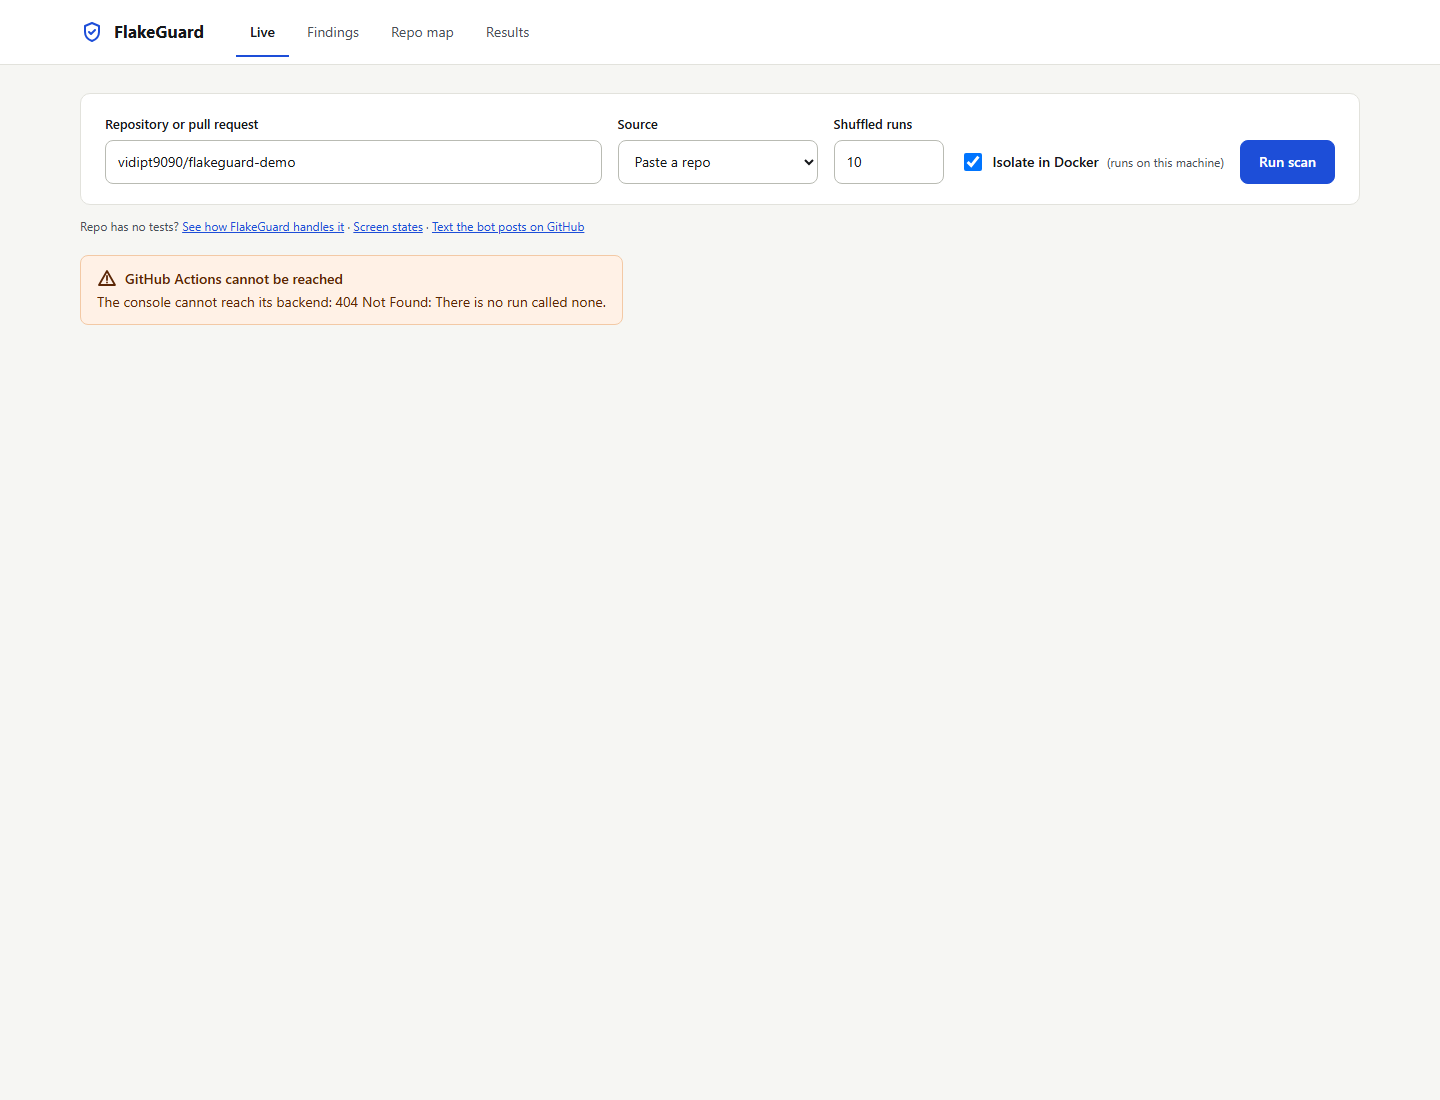 FlakeGuard Live Findings Repo map Results
Repository or pull request Source Shuffled runs
vidipt9090/flakeguard-demo Paste a repo 10 Isolate in Docker (runs on this machine) Run scan
Repo has no tests? See how FlakeGuard handles it · Screen states · Text the bot posts on GitHub
GitHub Actions cannot be reached
The console cannot reach its backend: 404 Not Found: There is no run called none.